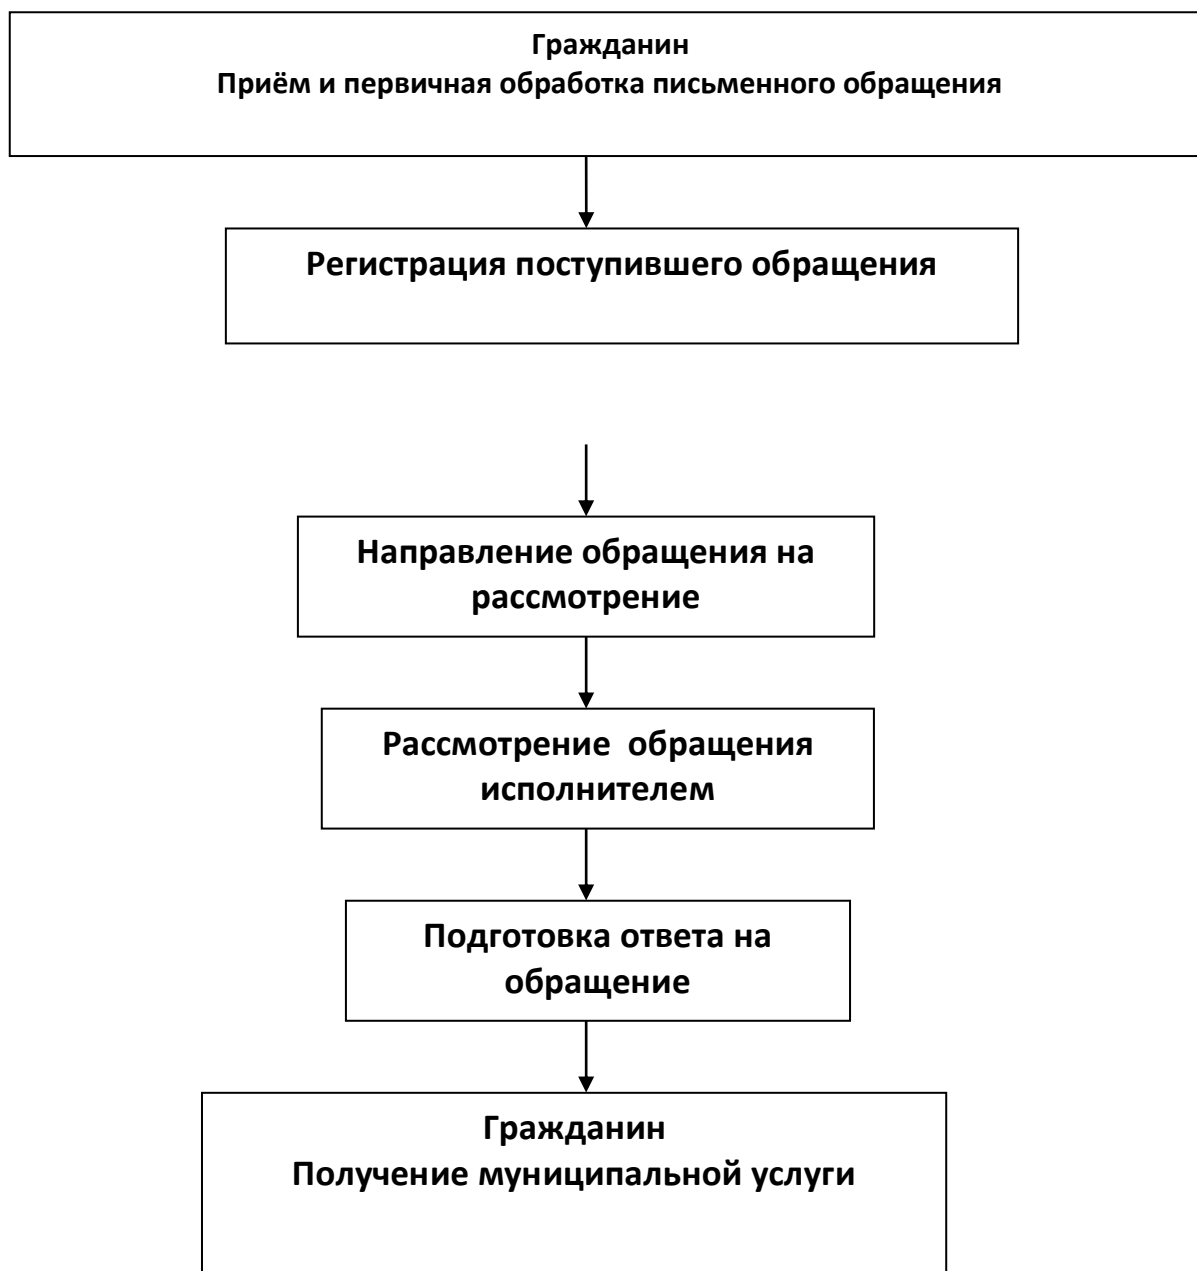 Гражданин
Приём и первичная обработка письменного обращения
Регистрация поступившего обращения
Направление обращения на
рассмотрение
Рассмотрение  обращения
исполнителем
Подготовка ответа на
обращение
Гражданин
Получение муниципальной услуги